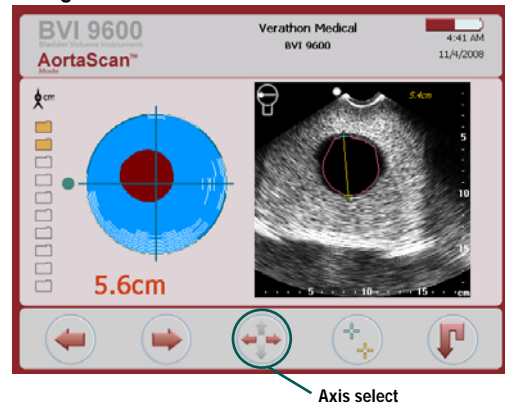 BVI 9600
Bladder Volume Instrument
AortaScan™
Mode
Verathon Medical
BVI 9600
4:41 AM
11/4/2008
cm
5.6cm
5.4cm
5
10
15
5 10 15 cm
Axis select